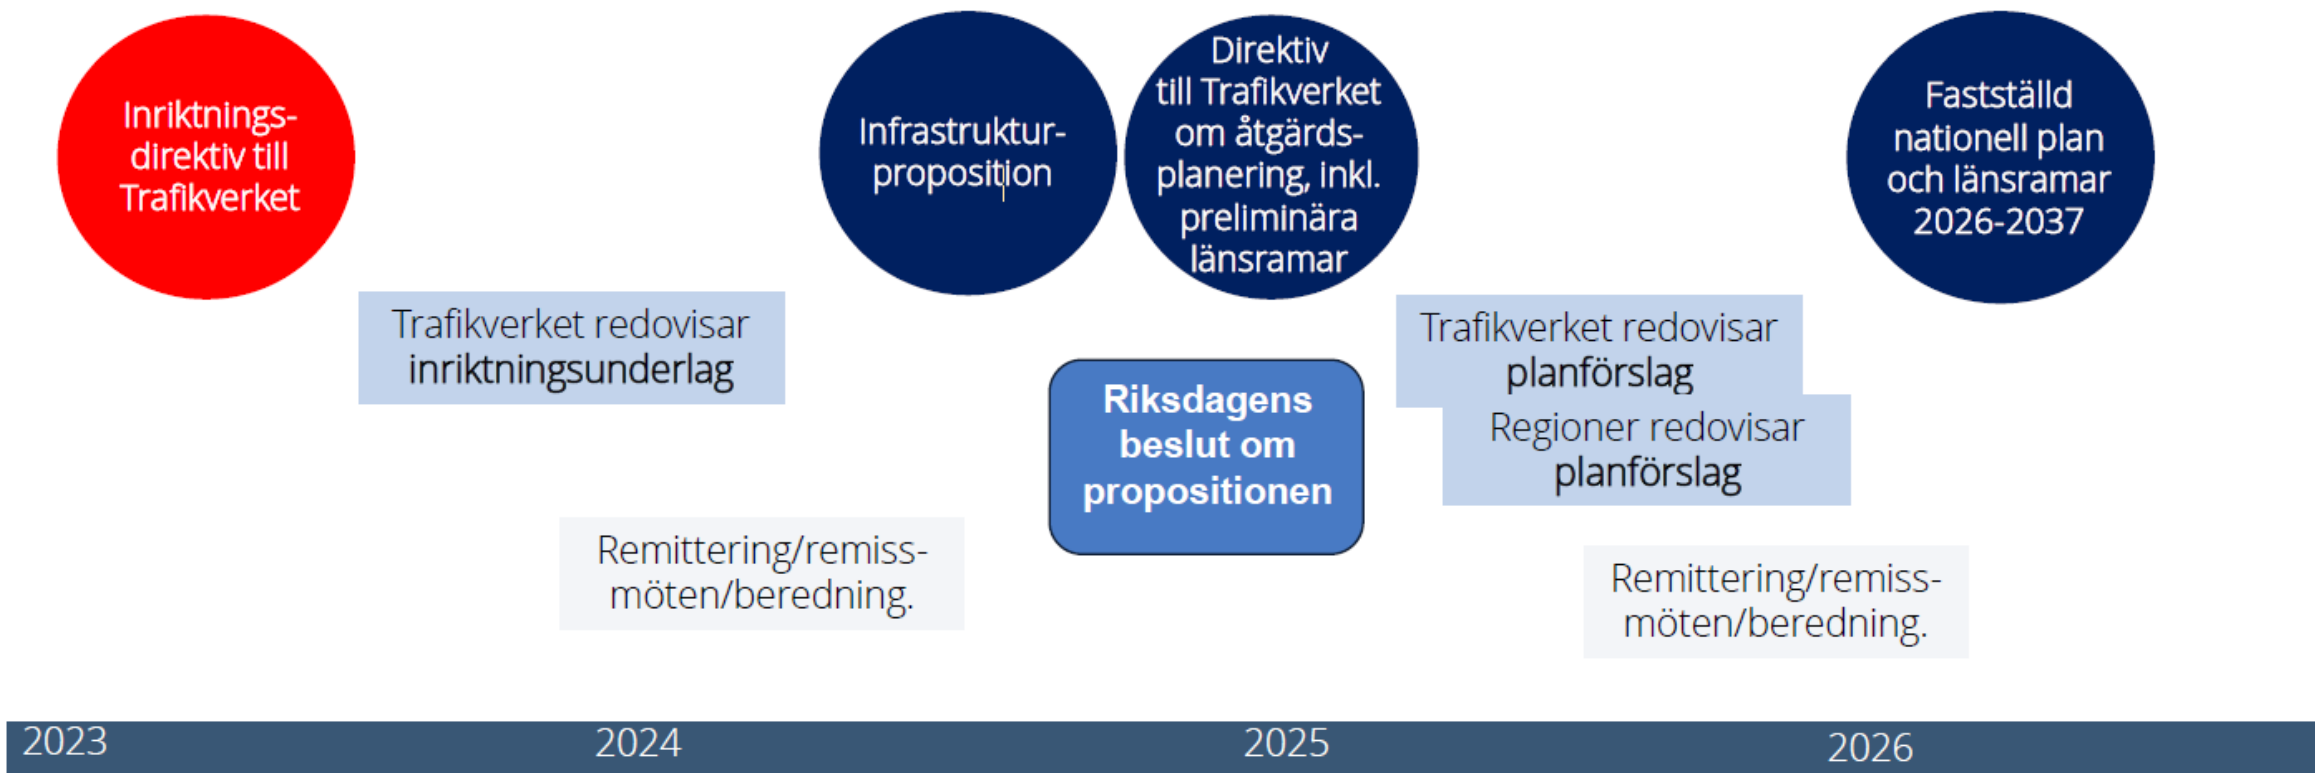 Inriktnings-
direktiv till
Trafikverket
Infrastruktur-
proposition
Direktiv
till Trafikverket
om åtgärds-
planering, inkl.
preliminära
länsramar
Fastställd
nationell plan
och länsramar
2026-2037
Trafikverket redovisar
inriktningsunderlag
Riksdagens
beslut om
propositionen
Trafikverket redovisar
planförslag
Regioner redovisar
planförslag
Remittering/remiss-
möten/beredning.
Remittering/remiss-
möten/beredning.
2023
2024
2025
2026